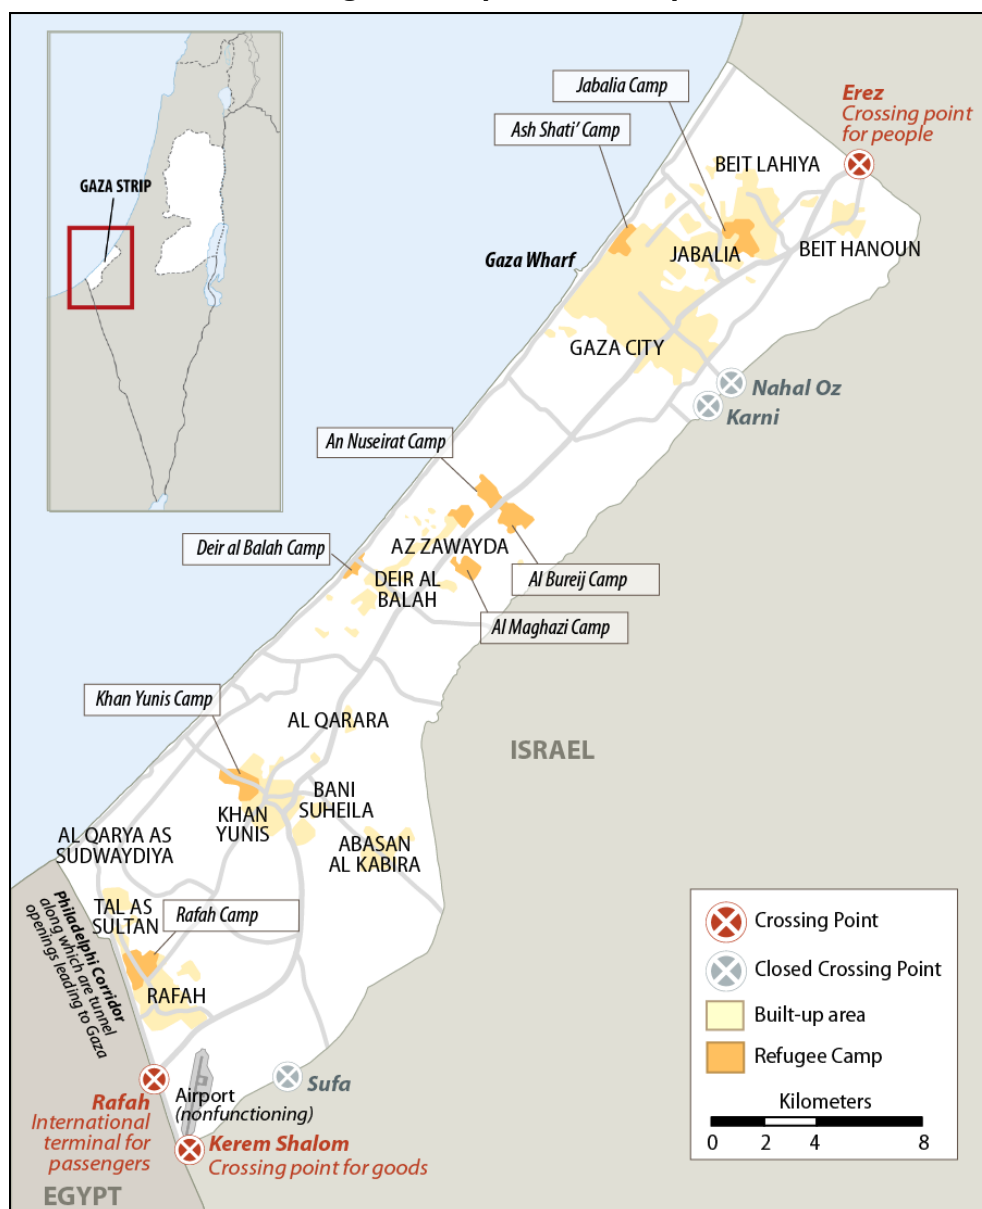 Jabalia Camp
Ash Shati' Camp
Erez
Crossing point
for people
BEIT LAHIYA
GAZA STRIP
JABALIA
BEIT HANOUN
Gaza Wharf
GAZA CITY
Nahal Oz
Karni
An Nuseirat Camp
Deir al Balah Camp
AZ ZAWAYDA
DEIR AL
BALAH
Al Bureij Camp
Al Maghazi Camp
Khan Yunis Camp
AL QARARA
ISRAEL
BANI
SUHEILA
KHAN
YUNIS
AL QARYA AS
SUDWAYDIYA
ABASAN
AL KABIRA
TAL AS
SULTAN
Rafah Camp
Philadelphi Corridor
along which are tunnel
openings leading to Gaza
RAFAH
Airport
(nonfunctioning)
Sufa
Rafah
International
terminal for
passengers
Kerem Shalom
Crossing point for goods
EGYPT
Crossing Point
Closed Crossing Point
Built-up area
Refugee Camp
Kilometers
0 2 4 8